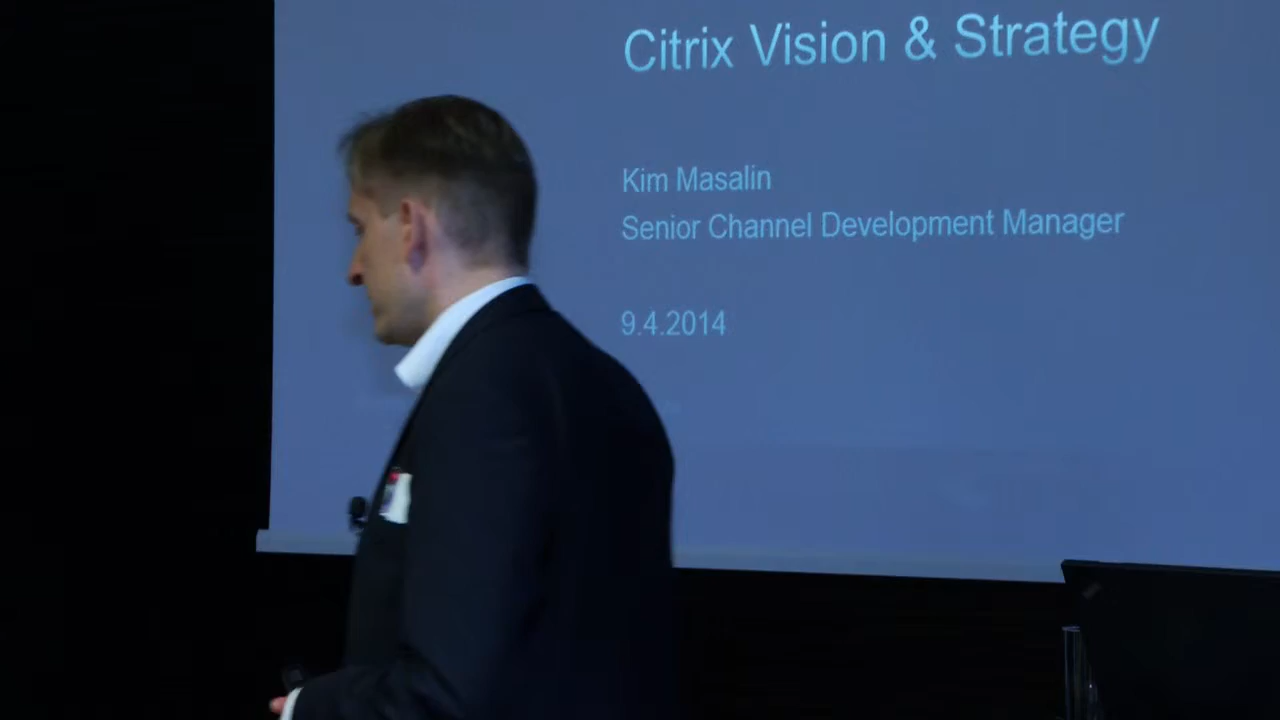 Citrix Vision & Strategy
Kim Masalin
Senior Channel Development Manager
9.4.2014